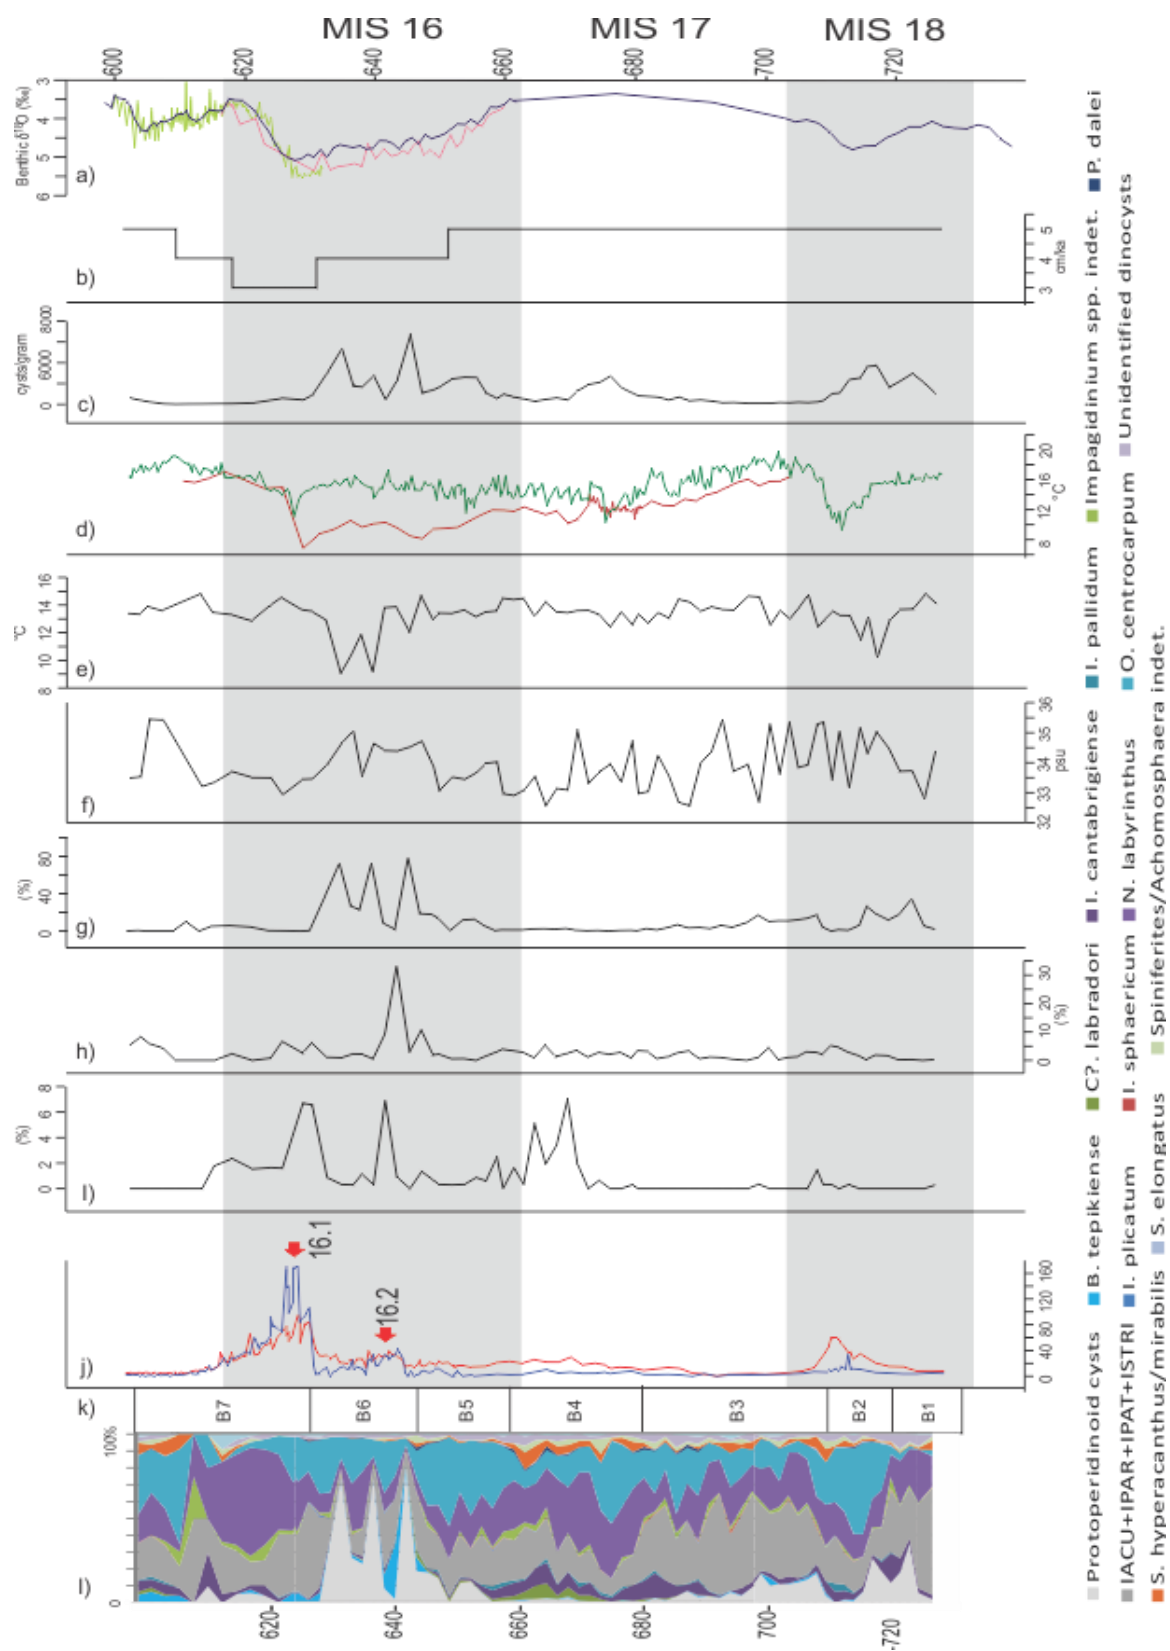 MIS 16 MIS 17 MIS 18
-600 -620 -640 -660 -680 -700 -720
Benthic δ18O (‰)
3 4 5 6
a)
b)
5 4 3
cm/ka
cysts/gram
8000 6000 0
c)
d)
20 16 12 8
°C
°C
16 14 12 10 8
e)
f)
36 35 34 33 32
psu
(%)
80 40 0
g)
h)
30 20 10 0
(%)
(%)
8 6 4 2 0
I)
16.1
16.2
j)
160 120 80 40 0
k)
B7 B6 B5 B4 B3 B2 B1
100%
0
l)
-620 -640 -660 -680 -700 -720
Protoperidinoid cysts B. tepikiense C?. labradori I. cantabrigiense I. pallidum Impagidinium spp. indet. P. dalei
IACU+IPAR+IPAT+ISTRI I. plicatum I. sphaericum N. labyrinthus O. centrocarpum Unidentified dinocysts
S. hyperacanthus/mirabilis S. elongatus Spiniferites/Achomosphaera indet.